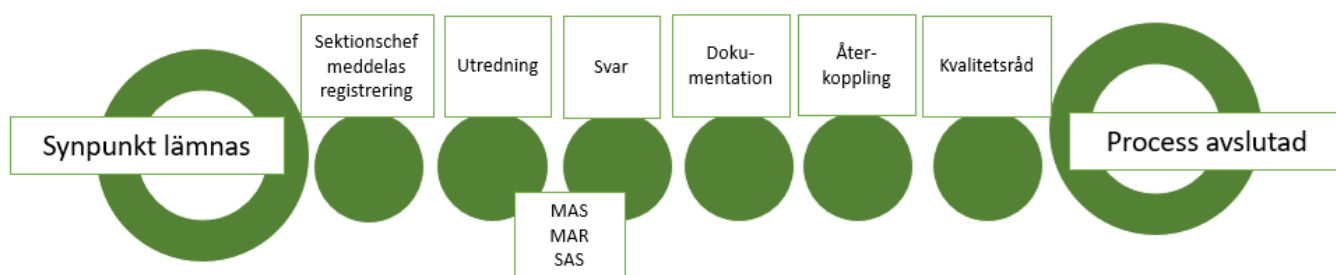 Synpunkt lämnas
Sektionschef
meddelas
registrering
Utredning
Svar
Doku-
mentation
Åter-
koppling
Kvalitetsråd
Process avslutad
MAS
MAR
SAS